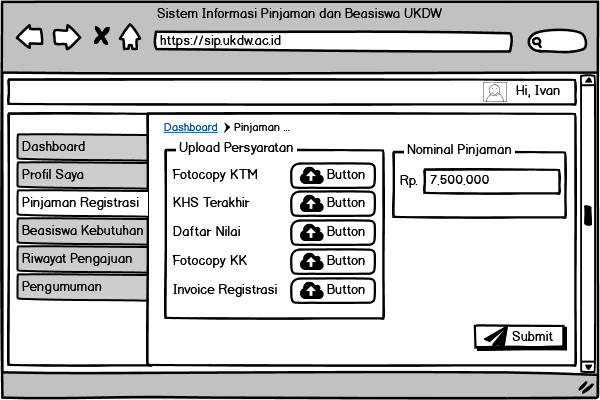 Sistem Informasi Pinjaman dan Beasiswa UKDW
https://sip.ukdw.ac.id
Hi, Ivan
Dashboard
Profil Saya
Pinjaman Registrasi
Beasiswa Kebutuhan
Riwayat Pengajuan
Pengumuman
Dashboard Pinjaman ...
Upload Persyaratan
Fotocopy KTM Button
KHS Terakhir Button
Daftar Nilai Button
Fotocopy KK Button
Invoice Registrasi Button
Nominal Pinjaman
Rp. 7,500,000
Submit